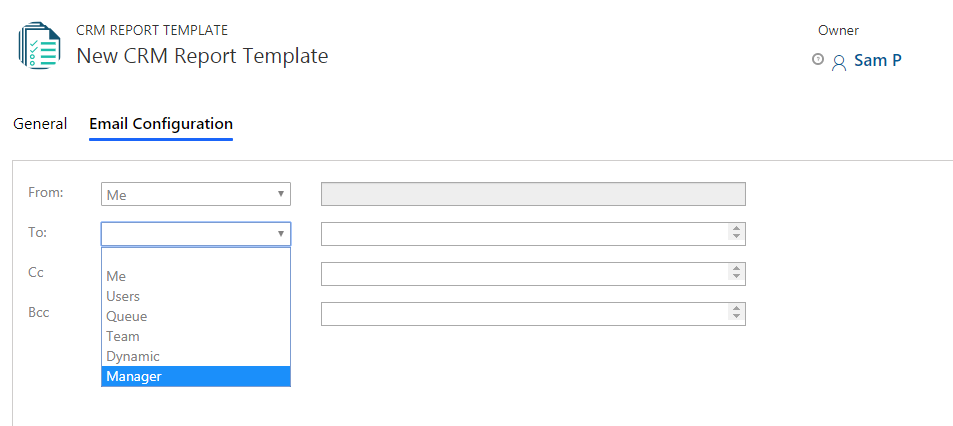 CRM REPORT TEMPLATE
New CRM Report Template
Owner
Sam P
General Email Configuration
From: Me
To:
Me
Cc
Users
Queue
Bcc
Team
Dynamic
Manager